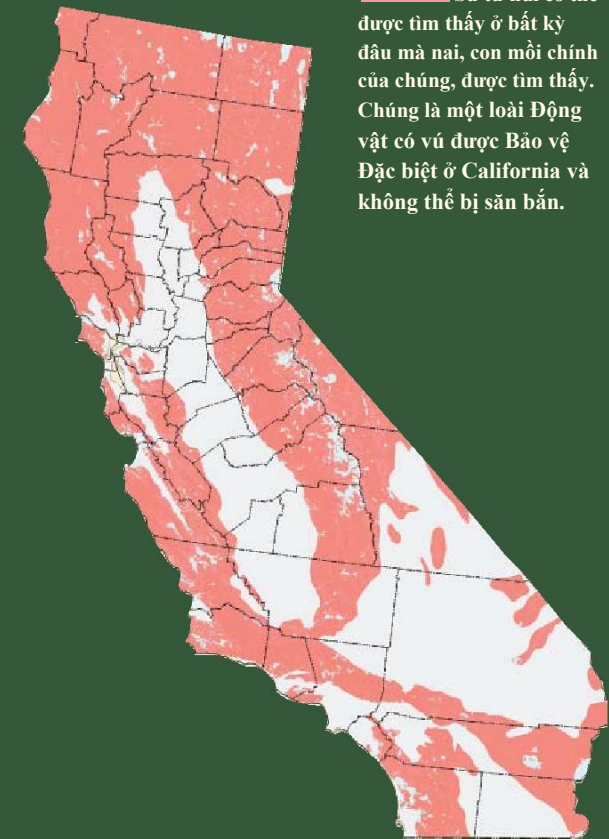 được tìm thấy ở bất kỳ
đâu mà nai, con mồi chính
của chúng, được tìm thấy.
Chúng là một loài Động
vật có vú được Bảo vệ
Đặc biệt ở California và
không thể bị săn bắn.